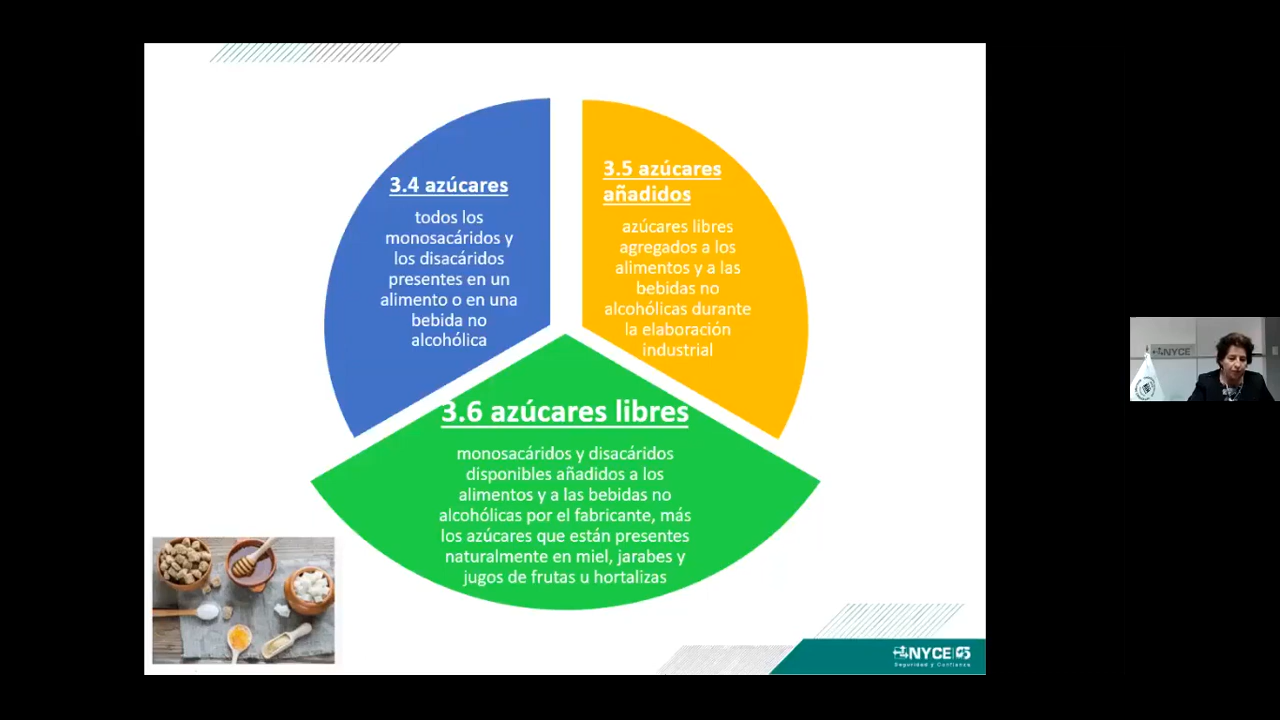 3.4 azúcares
todos los
monosacáridos y
los disacáridos
presentes en un
alimento o en una
bebida no
alcohólica
3.5 azúcares
añadidos
azúcares libres
agregados a los
alimentos y a las
bebidas no
alcohólicas durante
la elaboración
industrial
3.6 azúcares libres
monosacáridos y disacáridos
disponibles añadidos a los
alimentos y a las bebidas no
alcohólicas por el fabricante, más
los azúcares que están presentes
naturalmente en miel, jarabes y
jugos de frutas u hortalizas
NYCE
Seguridad y Confianza
NYCE